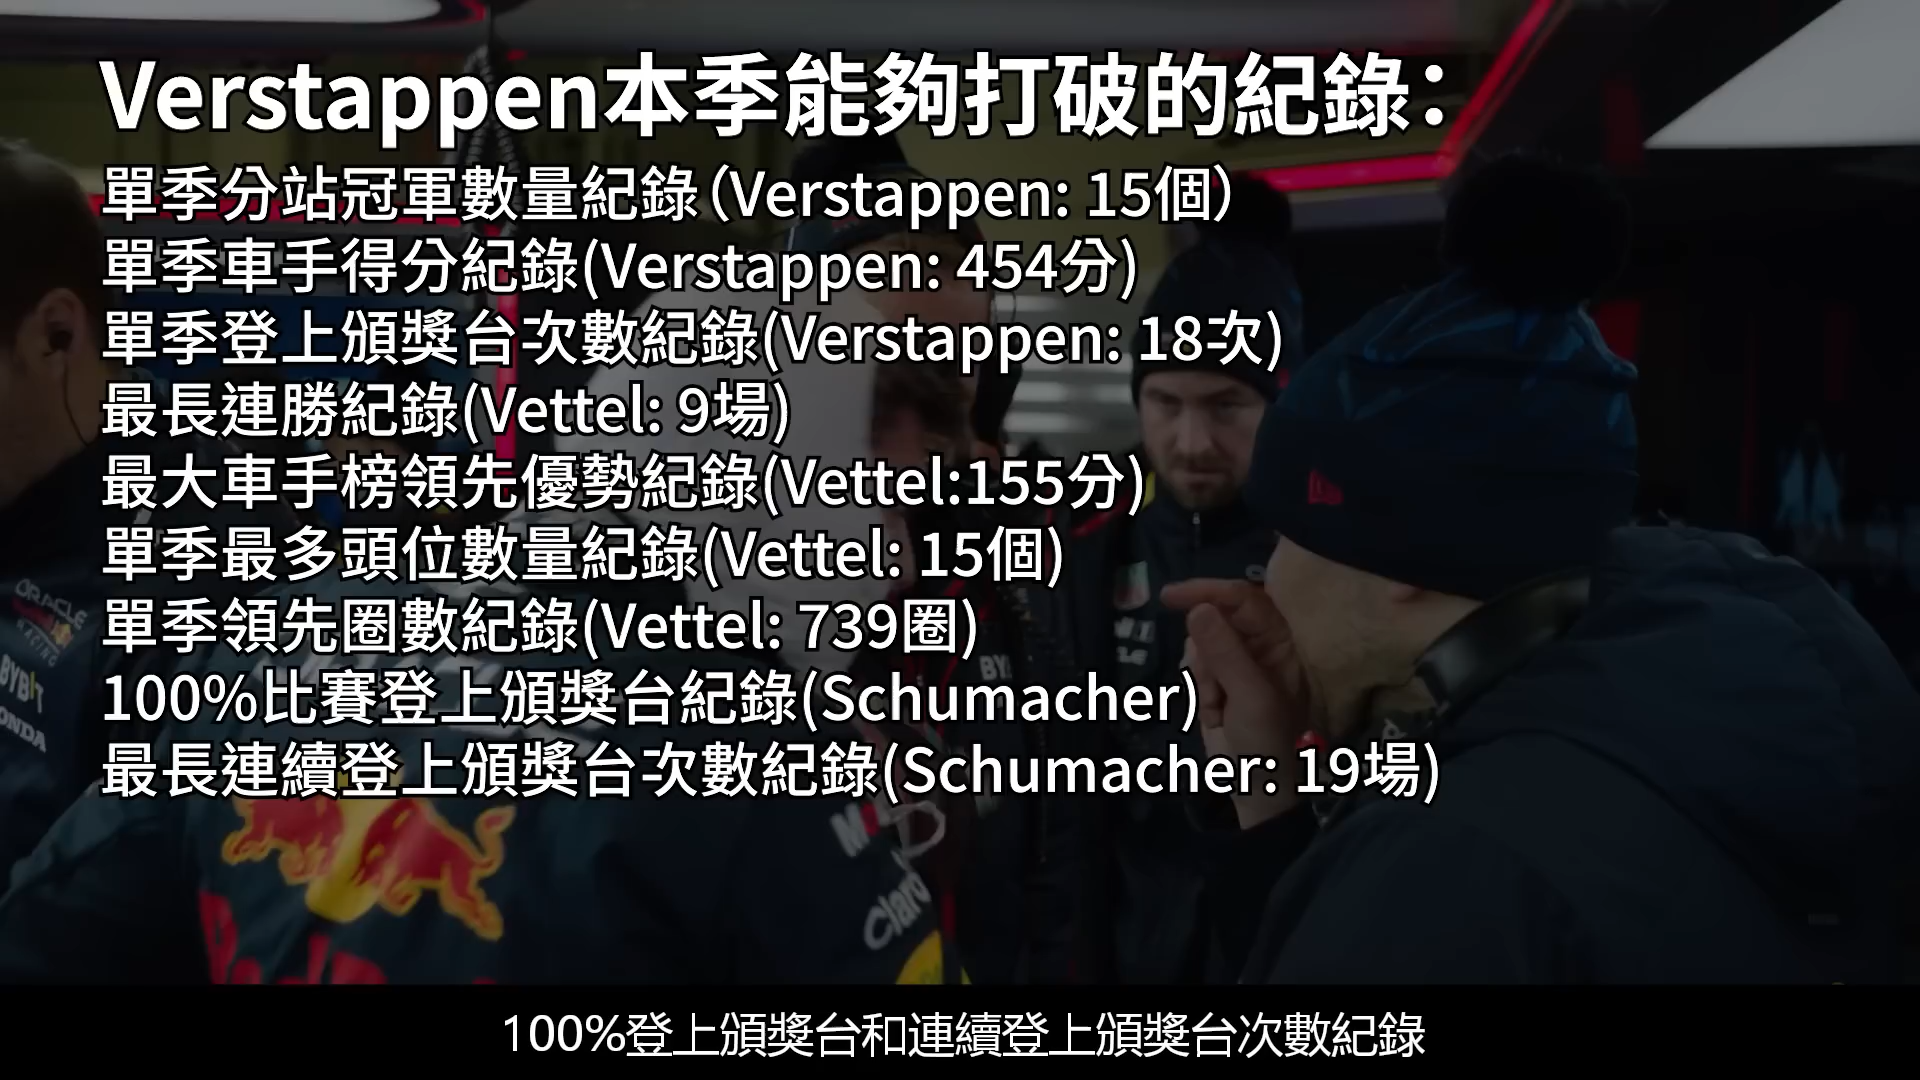 Verstappen本季能夠打破的紀錄：
單季分站冠軍數量紀錄（Verstappen: 15個）
單季車手得分紀錄(Verstappen: 454分)
單季登上頒獎台次數紀錄(Verstappen: 18次)
最長連勝紀錄(Vettel: 9場)
最大車手榜領先優勢紀錄(Vettel:155分)
單季最多頭位數量紀錄(Vettel: 15個)
單季領先圈數紀錄(Vettel: 739圈)
100%比賽登上頒獎台紀錄(Schumacher)
最長連續登上頒獎台次數紀錄(Schumacher: 19場)
ORACLE
RACING
BYBIT
Claro
100%登上頒獎台和連續登上頒獎台次數紀錄